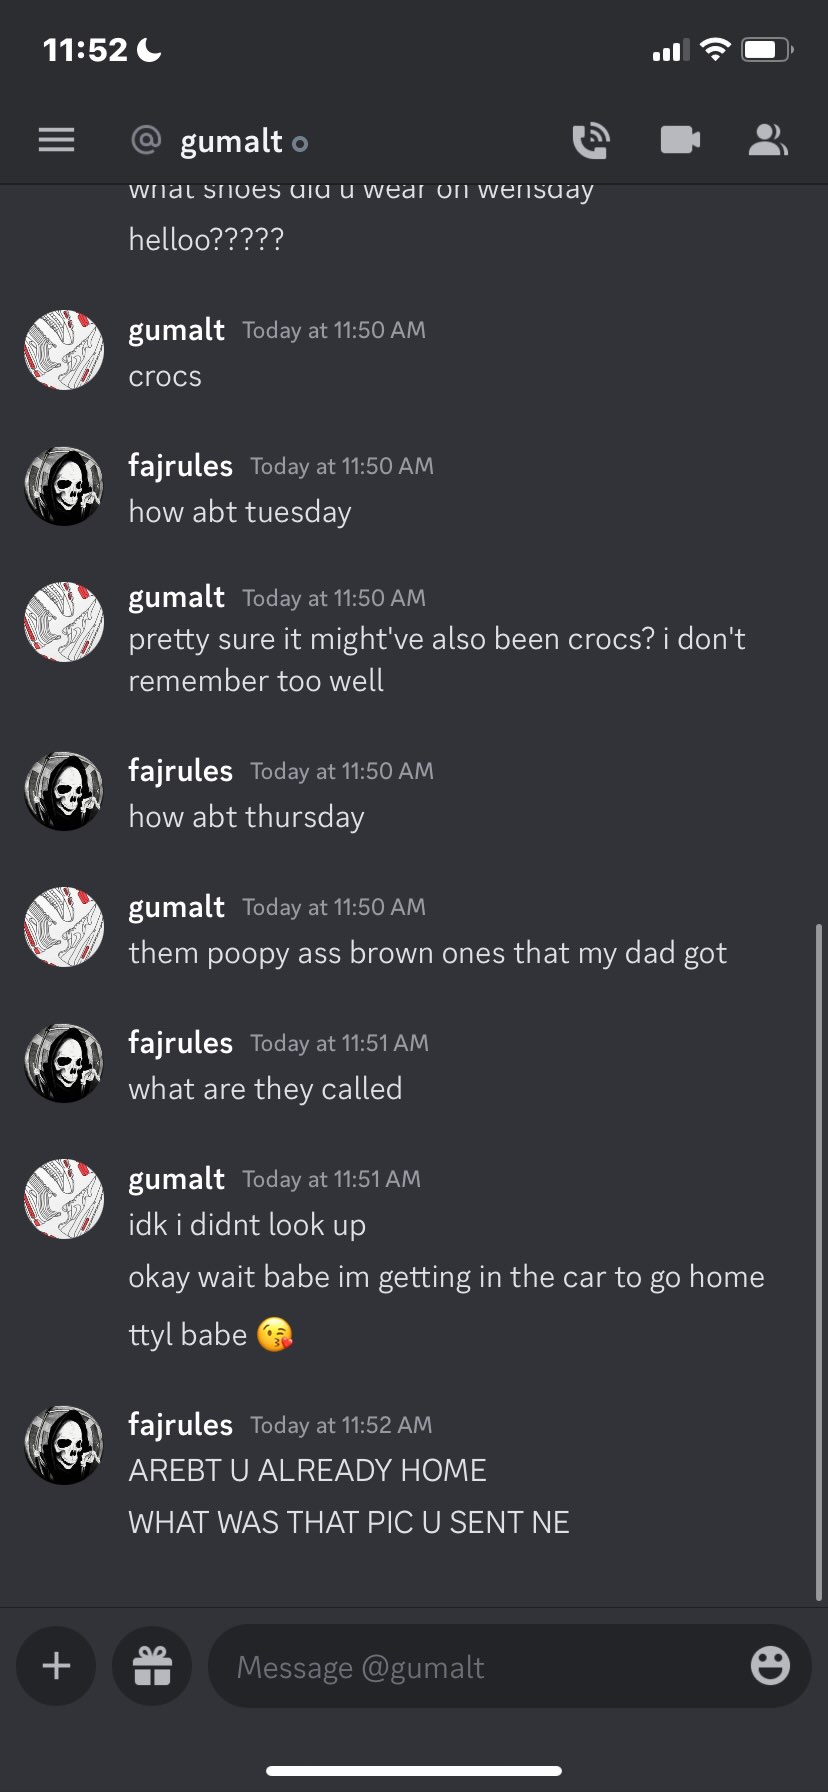 11:52
@ gumalt
what shoes did u wear on wensday
helloo?????
gumalt Today at 11:50 AM
crocs
fajrules Today at 11:50 AM
how abt tuesday
gumalt Today at 11:50 AM
pretty sure it might've also been crocs? i don't
remember too well
fajrules Today at 11:50 AM
how abt thursday
gumalt Today at 11:50 AM
them poopy ass brown ones that my dad got
fajrules Today at 11:51 AM
what are they called
gumalt Today at 11:51 AM
idk i didnt look up
okay wait babe im getting in the car to go home
ttyl babe 😘
fajrules Today at 11:52 AM
AREBT U ALREADY HOME
WHAT WAS THAT PIC U SENT NE
Message @gumalt